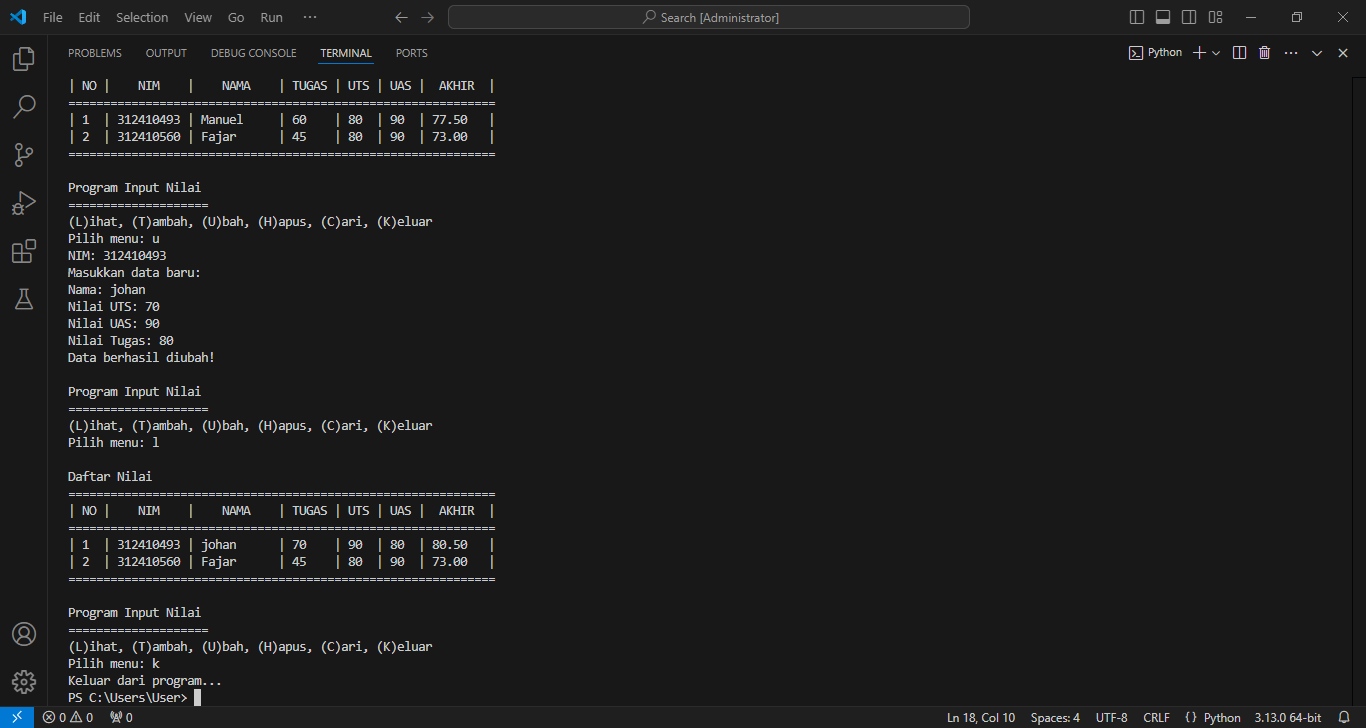 File Edit Selection View Go Run ··· Search [Administrator]
PROBLEMS OUTPUT DEBUG CONSOLE TERMINAL PORTS Python
| NO | NIM | NAMA | TUGAS | UTS | UAS | AKHIR |
=============================================================
| 1 | 312410493 | Manuel | 60 | 80 | 90 | 77.50 |
| 2 | 312410560 | Fajar | 45 | 80 | 90 | 73.00 |
=============================================================
Program Input Nilai
====================
(L)ihat, (T)ambah, (U)bah, (H)apus, (C)ari, (K)eluar
Pilih menu: u
NIM: 312410493
Masukkan data baru:
Nama: johan
Nilai UTS: 70
Nilai UAS: 90
Nilai Tugas: 80
Data berhasil diubah!
Program Input Nilai
====================
(L)ihat, (T)ambah, (U)bah, (H)apus, (C)ari, (K)eluar
Pilih menu: l
Daftar Nilai
=============================================================
| NO | NIM | NAMA | TUGAS | UTS | UAS | AKHIR |
=============================================================
| 1 | 312410493 | johan | 70 | 90 | 80 | 80.50 |
| 2 | 312410560 | Fajar | 45 | 80 | 90 | 73.00 |
=============================================================
Program Input Nilai
====================
(L)ihat, (T)ambah, (U)bah, (H)apus, (C)ari, (K)eluar
Pilih menu: k
Keluar dari program...
PS C:\Users\User>
0 0 0 Ln 18, Col 10 Spaces: 4 UTF-8 CRLF {} Python 3.13.0 64-bit